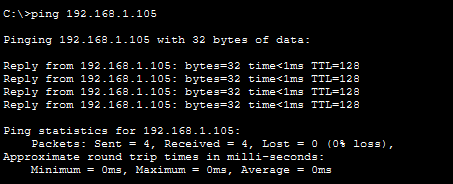 C:\>ping 192.168.1.105
Pinging 192.168.1.105 with 32 bytes of data:
Reply from 192.168.1.105: bytes=32 time<1ms TTL=128
Reply from 192.168.1.105: bytes=32 time<1ms TTL=128
Reply from 192.168.1.105: bytes=32 time<1ms TTL=128
Reply from 192.168.1.105: bytes=32 time<1ms TTL=128
Ping statistics for 192.168.1.105:
    Packets: Sent = 4, Received = 4, Lost = 0 (0% loss),
Approximate round trip times in milli-seconds:
    Minimum = 0ms, Maximum = 0ms, Average = 0ms